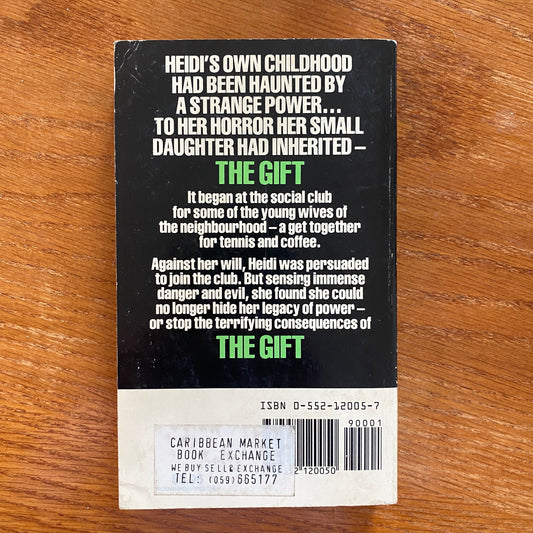 HEIDI'S OWN CHILDHOOD
HAD BEEN HAUNTED BY
A STRANGE POWER...
TO HER HORROR HER SMALL
DAUGHTER HAD INHERITED –
THE GIFT
It began at the social club
for some of the young wives of
the neighbourhood – a get together
for tennis and coffee.
Against her will, Heidi was persuaded
to join the club. But sensing immense
danger and evil, she found she could
no longer hide her legacy of power –
or stop the terrifying consequences of
THE GIFT
ISBN 0-552-12005-7
90001
CARIBBEAN MARKET
BOOK EXCHANGE
WE BUY SELL & EXCHANGE
TEL: (059) 665177
2 120050